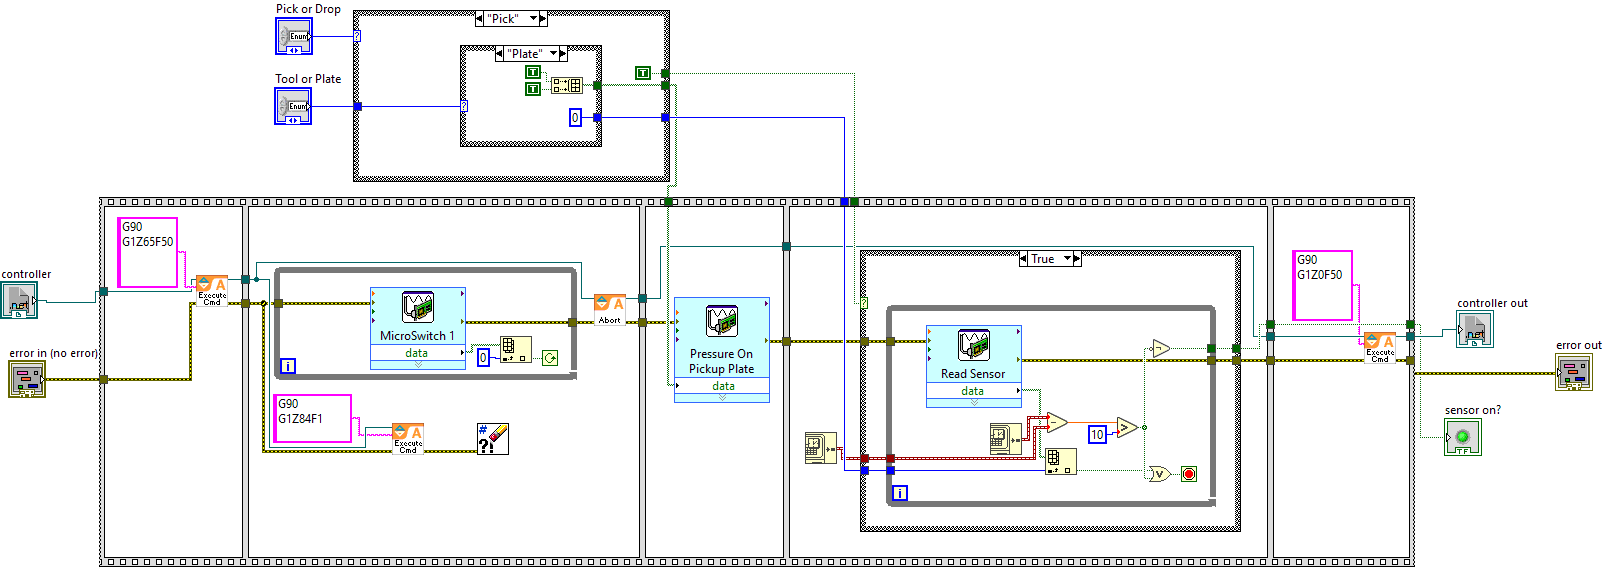 Pick or Drop
"Pick"
Enum
?
"Plate"
T
T
T
Tool or Plate
Enum
?
0
G90
G1Z65F50
True
G90
G1Z0F50
controller
A
Execute
Cmd
A
Abort
?
controller out
MicroSwitch 1
data
0
i
Pressure On
Pickup Plate
data
Read Sensor
data
A
Execute
Cmd
error in (no error)
error out
G90
G1Z84F1
A
Execute
Cmd
#
?!
10
>
V
i
sensor on?
TF